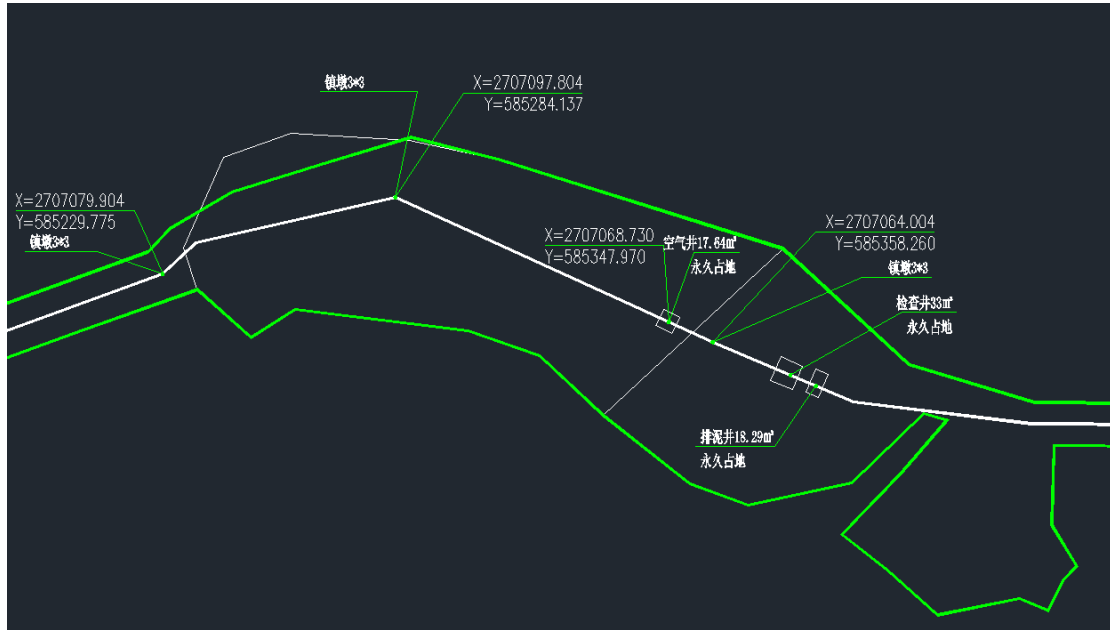 镇墩3*3
X=2707097.804
Y=585284.137
X=2707079.904
Y=585229.775
镇墩3*3
X=2707068.730
Y=585347.970
空气井17.64㎡
永久占地
X=2707064.004
Y=585358.260
镇墩3*3
检查井33㎡
永久占地
排泥井18.29㎡
永久占地